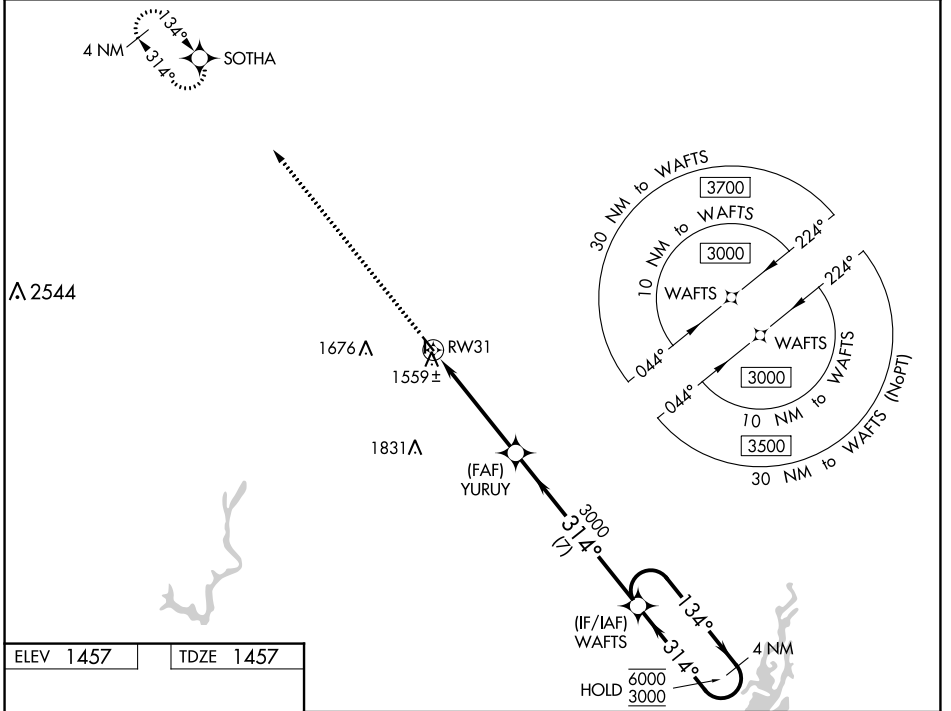 134°
4 NM
314°
SOTHA
30 NM to WAFTS
3700
10 NM to WAFTS
3000
224°
WAFTS
044°
224°
WAFTS
044°
3000
10 NM to WAFTS
3500
30 NM to WAFTS (NoPT)
2544
1676
RW31
1559±
1831
(FAF)
YURUY
3000
314°
(7)
(IF/IAF)
WAFTS
134°
314°
4 NM
HOLD 6000
3000
ELEV 1457
TDZE 1457